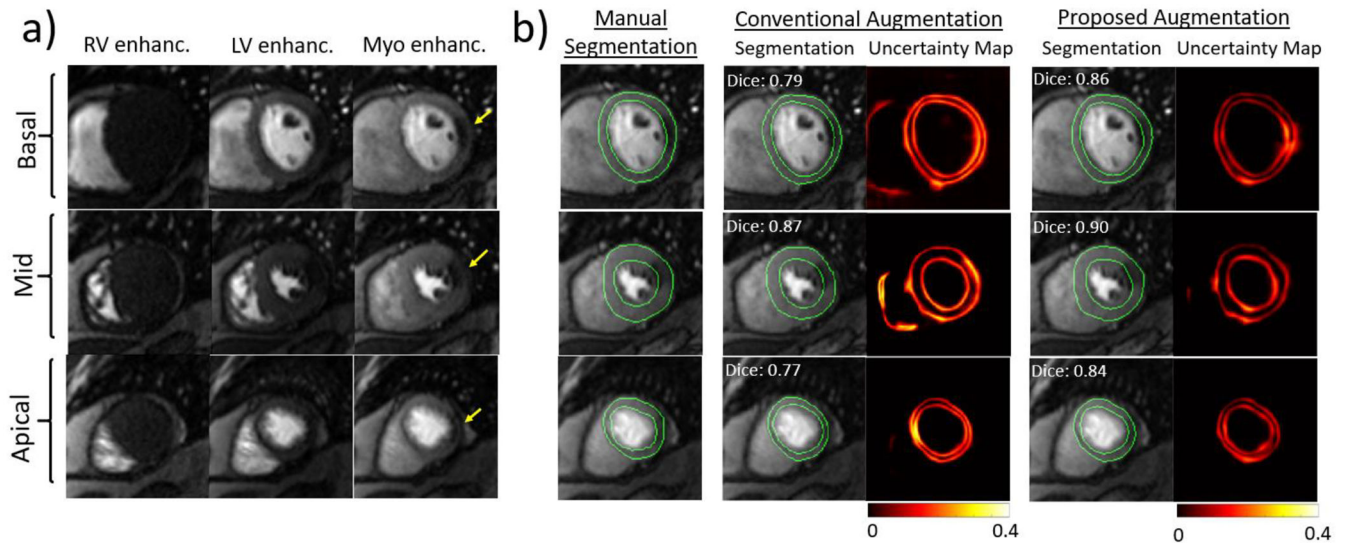 a)
RV enhanc. LV enhanc. Myo enhanc.
Basal
Mid
Apical
b)
Manual
Segmentation
Conventional Augmentation
Segmentation Uncertainty Map
Proposed Augmentation
Segmentation Uncertainty Map
Dice: 0.79
Dice: 0.86
Dice: 0.87
Dice: 0.90
Dice: 0.77
Dice: 0.84
0 0.4
0 0.4